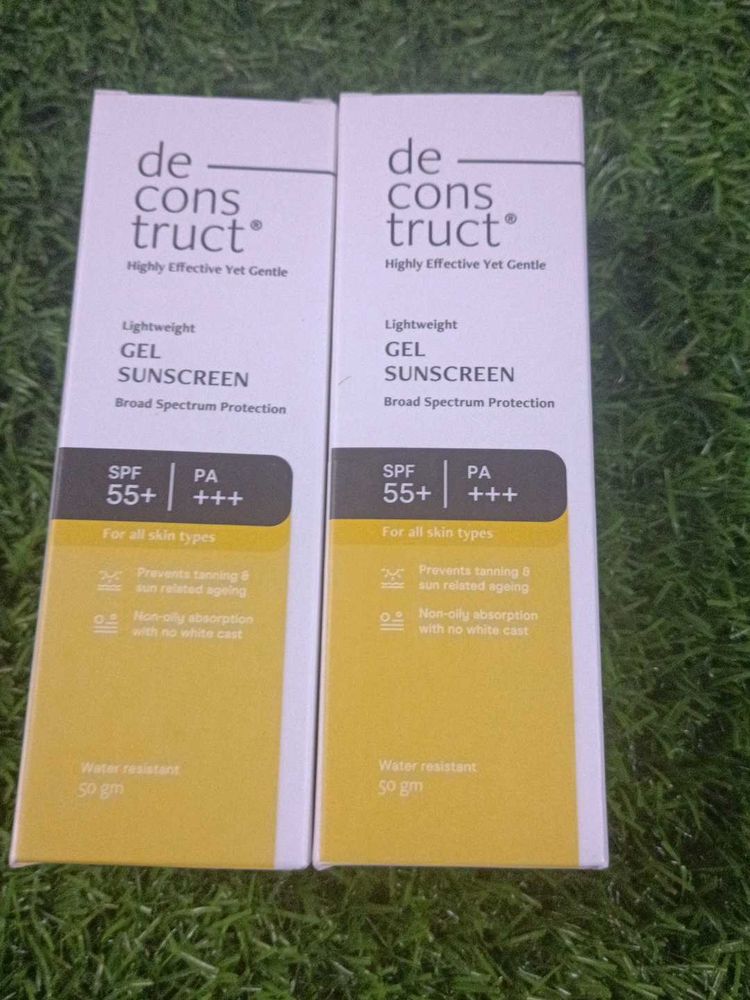 de
cons
truct®
Highly Effective Yet Gentle
Lightweight
GEL
SUNSCREEN
Broad Spectrum Protection
SPF
55+
PA
+++
For all skin types
Prevents tanning &
sun related ageing
Non-oily absorption
with no white cast
Water resistant
50 gm
de
cons
truct®
Highly Effective Yet Gentle
Lightweight
GEL
SUNSCREEN
Broad Spectrum Protection
SPF
55+
PA
+++
For all skin types
Prevents tanning &
sun related ageing
Non-oily absorption
with no white cast
Water resistant
50 gm